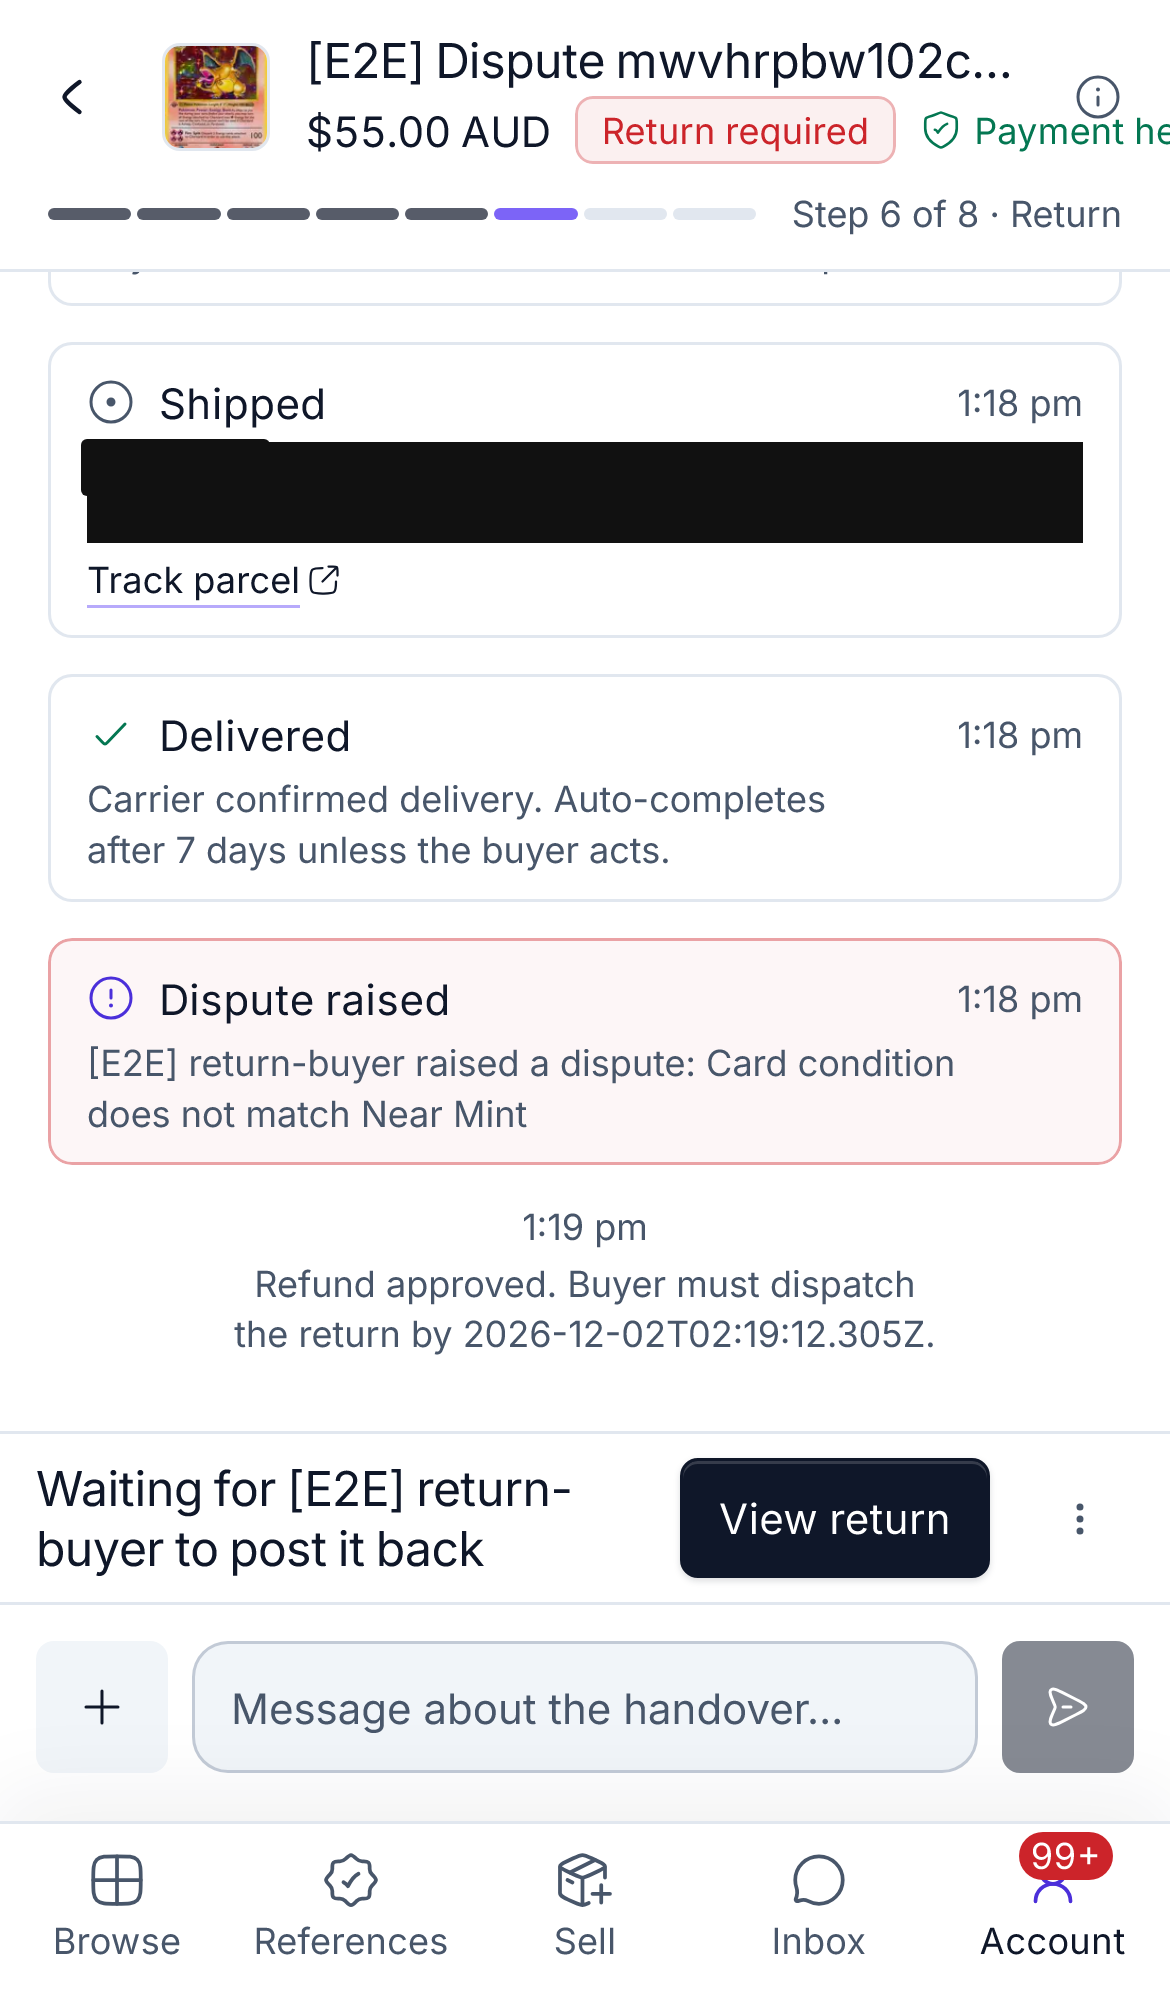 [E2E] Dispute mwvhrpbw102c...
$55.00 AUD
Return required
Payment he
Step 6 of 8 · Return
Shipped
1:18 pm
Track parcel
Delivered
1:18 pm
Carrier confirmed delivery. Auto-completes
after 7 days unless the buyer acts.
Dispute raised
1:18 pm
[E2E] return-buyer raised a dispute: Card condition
does not match Near Mint
1:19 pm
Refund approved. Buyer must dispatch
the return by 2026-12-02T02:19:12.305Z.
Waiting for [E2E] return-
buyer to post it back
View return
Message about the handover...
99+
Browse
References
Sell
Inbox
Account